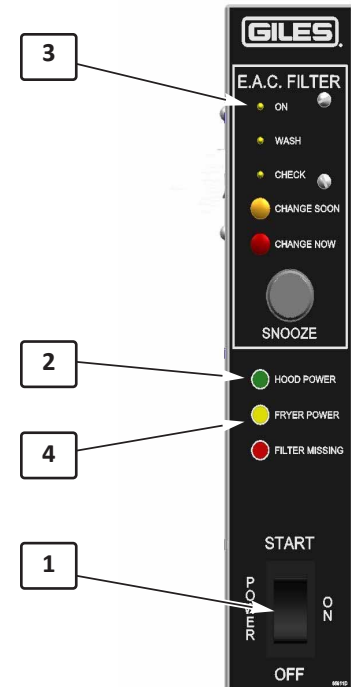 GILES.
3
E.A.C. FILTER
ON
WASH
CHECK
CHANGE SOON
CHANGE NOW
SNOOZE
2
HOOD POWER
FRYER POWER
4
FILTER MISSING
START
1
POWER
ON
OFF